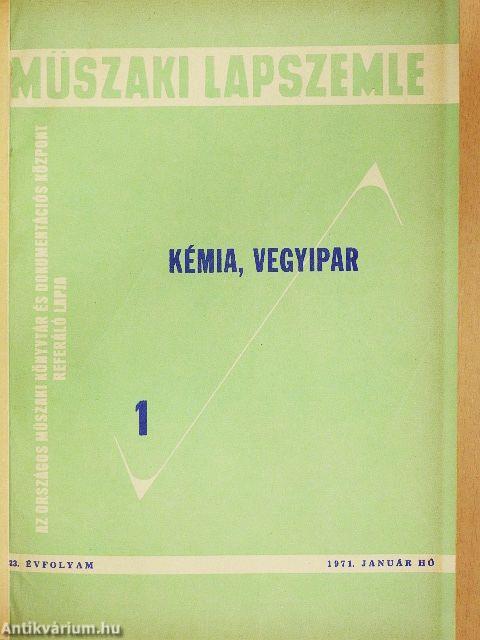 MŰSZAKI LAPSZEMLE
AZ ORSZÁGOS MŰSZAKI KÖNYVTÁR ÉS DOKUMENTÁCIÓS KÖZPONT
REFERÁLÓ LAPJA
KÉMIA, VEGYIPAR
1
23. ÉVFOLYAM
1971. JANUÁR HÓ
Antikvárium.hu